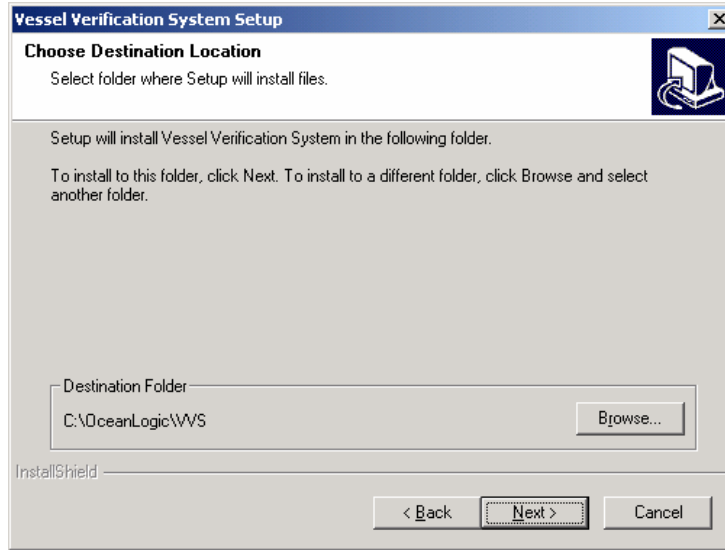 Vessel Verification System Setup
Choose Destination Location
Select folder where Setup will install files.
Setup will install Vessel Verification System in the following folder.
To install to this folder, click Next. To install to a different folder, click Browse and select
another folder.
Destination Folder
C:\OceanLogic\VVS
Browse...
InstallShield
< Back
Next >
Cancel